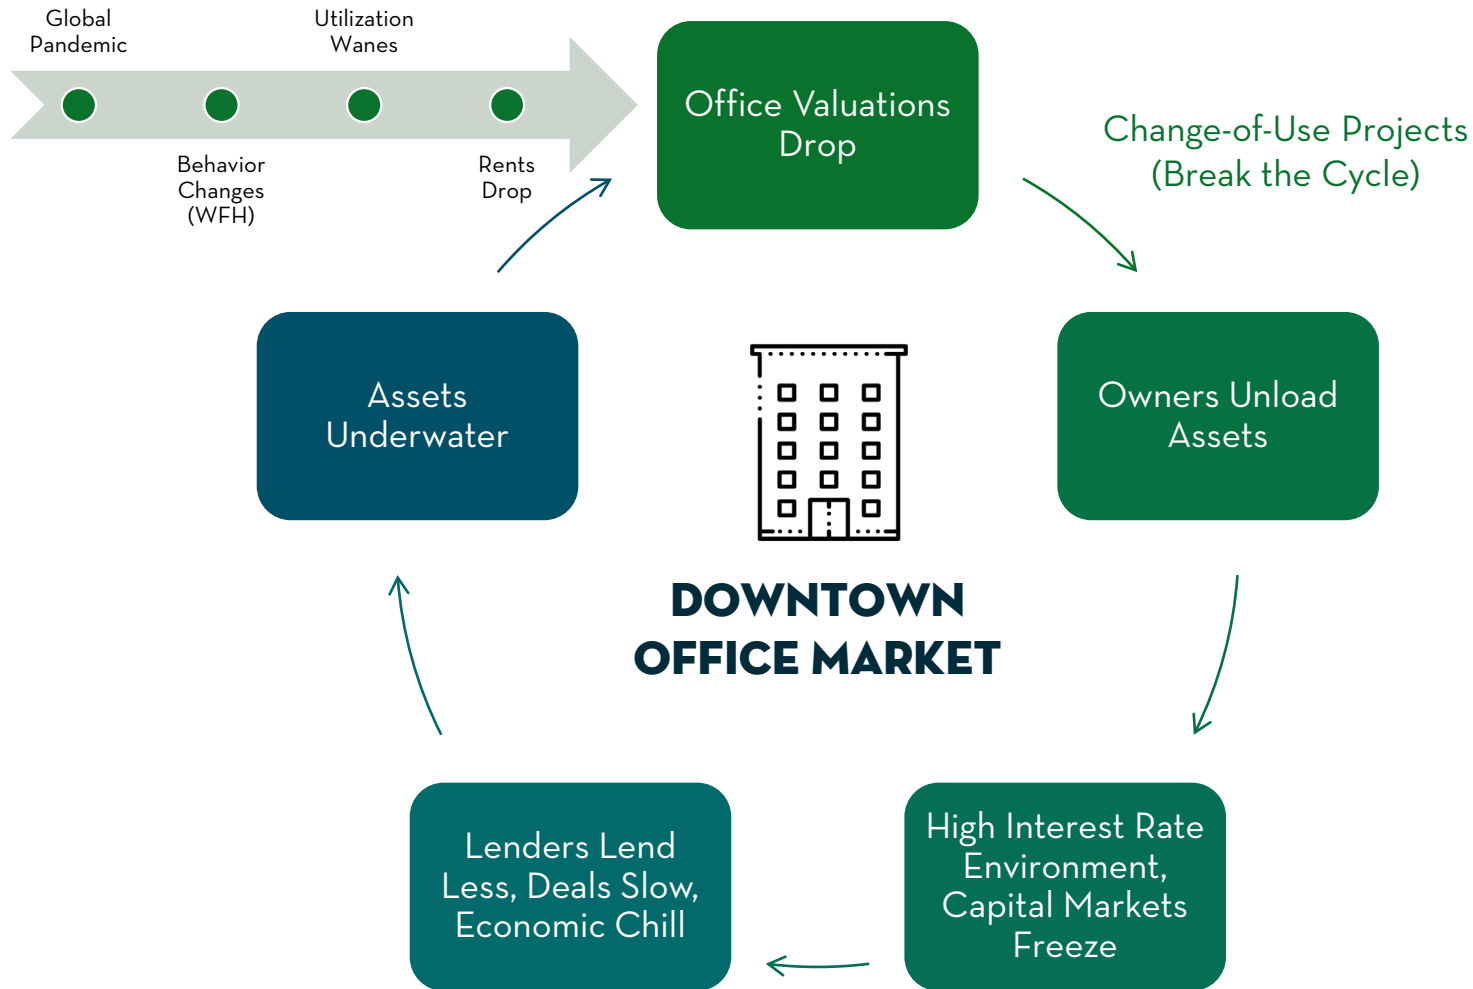 Global
Pandemic
Behavior
Changes
(WFH)
Utilization
Wanes
Rents
Drop
Office Valuations
Drop
Change-of-Use Projects
(Break the Cycle)
Owners Unload
Assets
High Interest Rate
Environment,
Capital Markets
Freeze
Lenders Lend
Less, Deals Slow,
Economic Chill
Assets
Underwater
DOWNTOWN
OFFICE MARKET